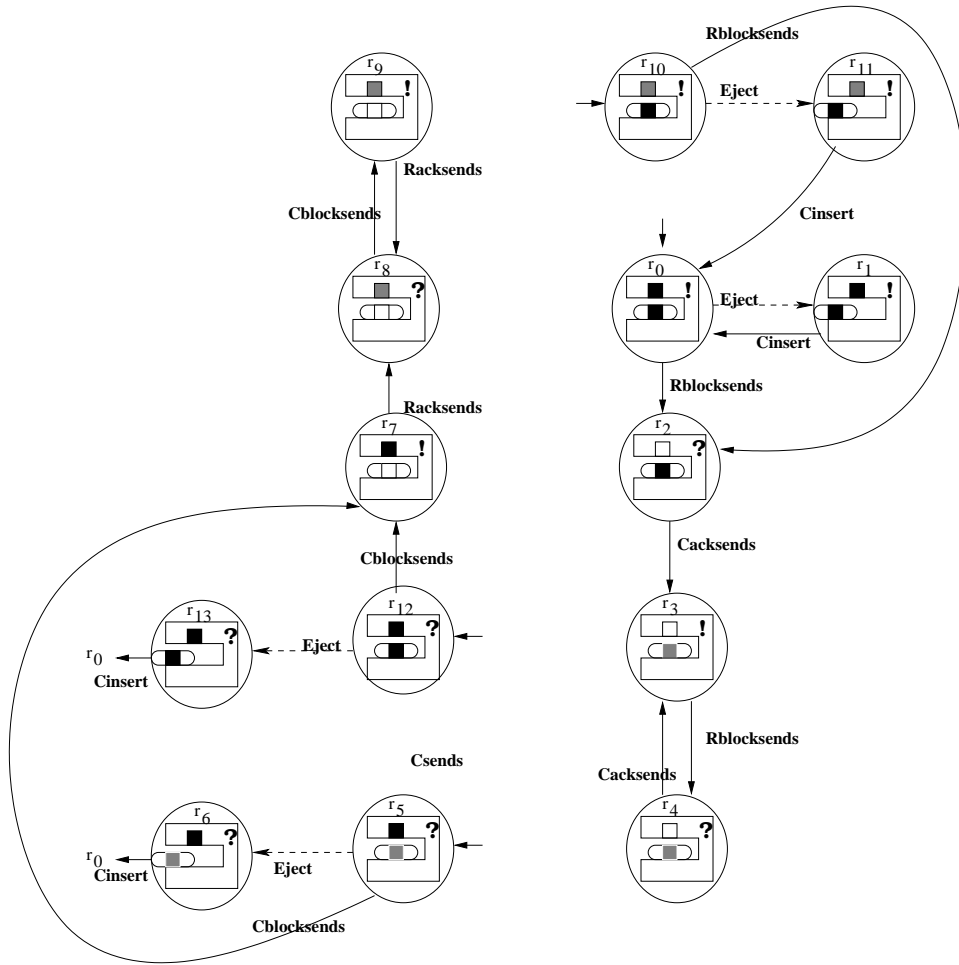 Rblocksends
r9
!
r10
!
Eject
r11
!
Racksends
Cblocksends
Cinsert
r8
?
r0
!
Eject
r1
!
Cinsert
Racksends
Rblocksends
r7
!
r2
?
Cblocksends
Cacksends
r13
?
r12
?
r3
!
Eject
r0
Cinsert
Rblocksends
Csends
Cacksends
r6
?
r5
?
r4
?
r0
Cinsert
Eject
Cblocksends